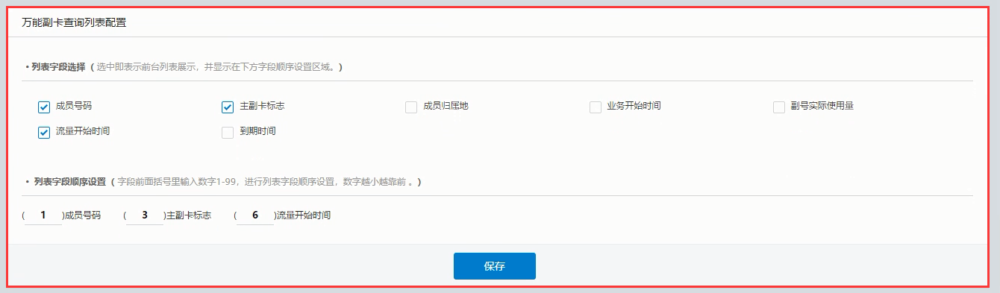 万能副卡查询列表配置
• 列表字段选择（ 选中即表示前台列表展示，并显示在下方字段顺序设置区域。）
成员号码 主副卡标志 成员归属地 业务开始时间 副号实际使用量
流量开始时间 到期时间
• 列表字段顺序设置（ 字段前面括号里输入数字1-99，进行列表字段顺序设置，数字越小越靠前 。）
( 1 )成员号码 ( 3 )主副卡标志 ( 6 )流量开始时间
保存